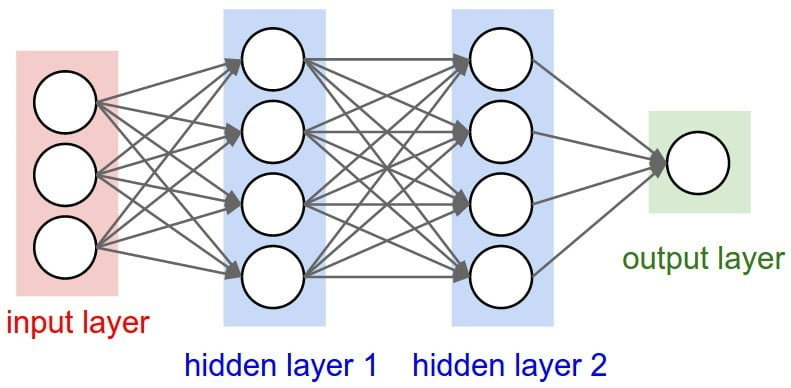 input layer
hidden layer 1
hidden layer 2
output layer